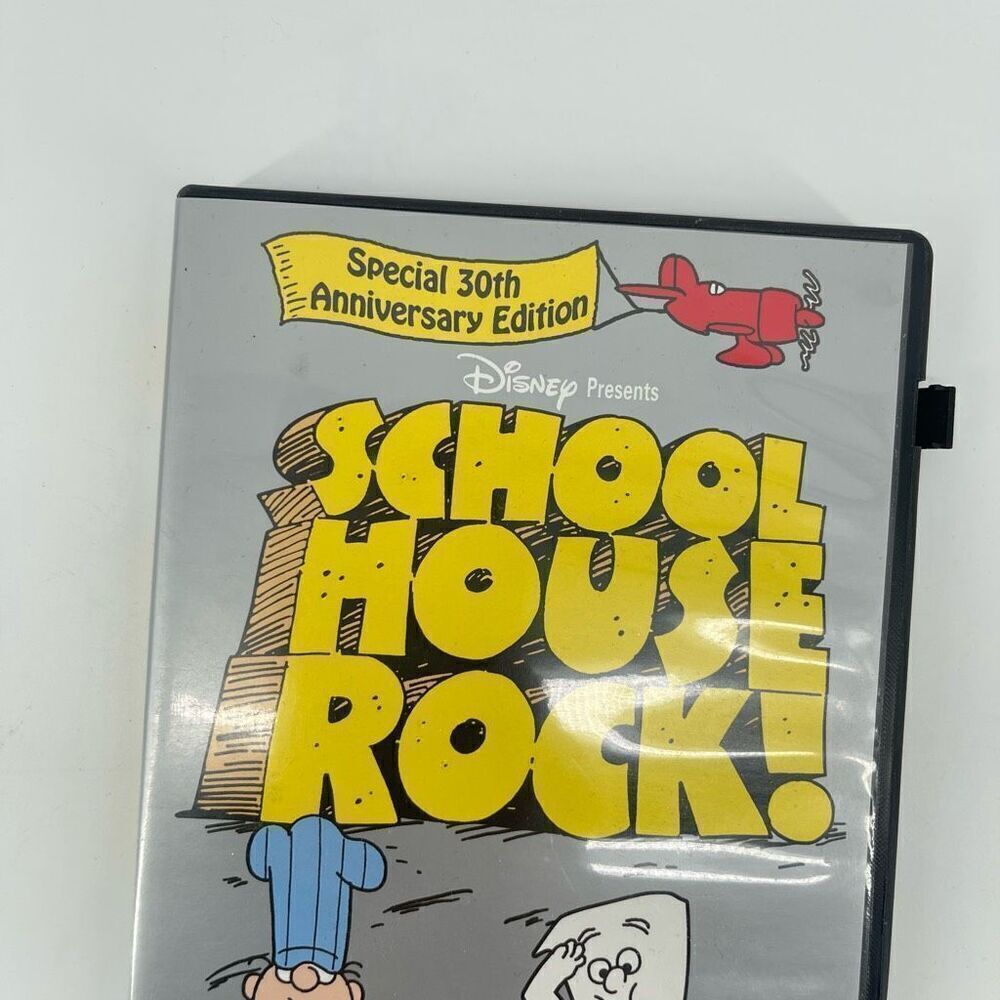 Special 30th
Anniversary Edition
Disney Presents
SCHOOL
HOUSE
ROCK!